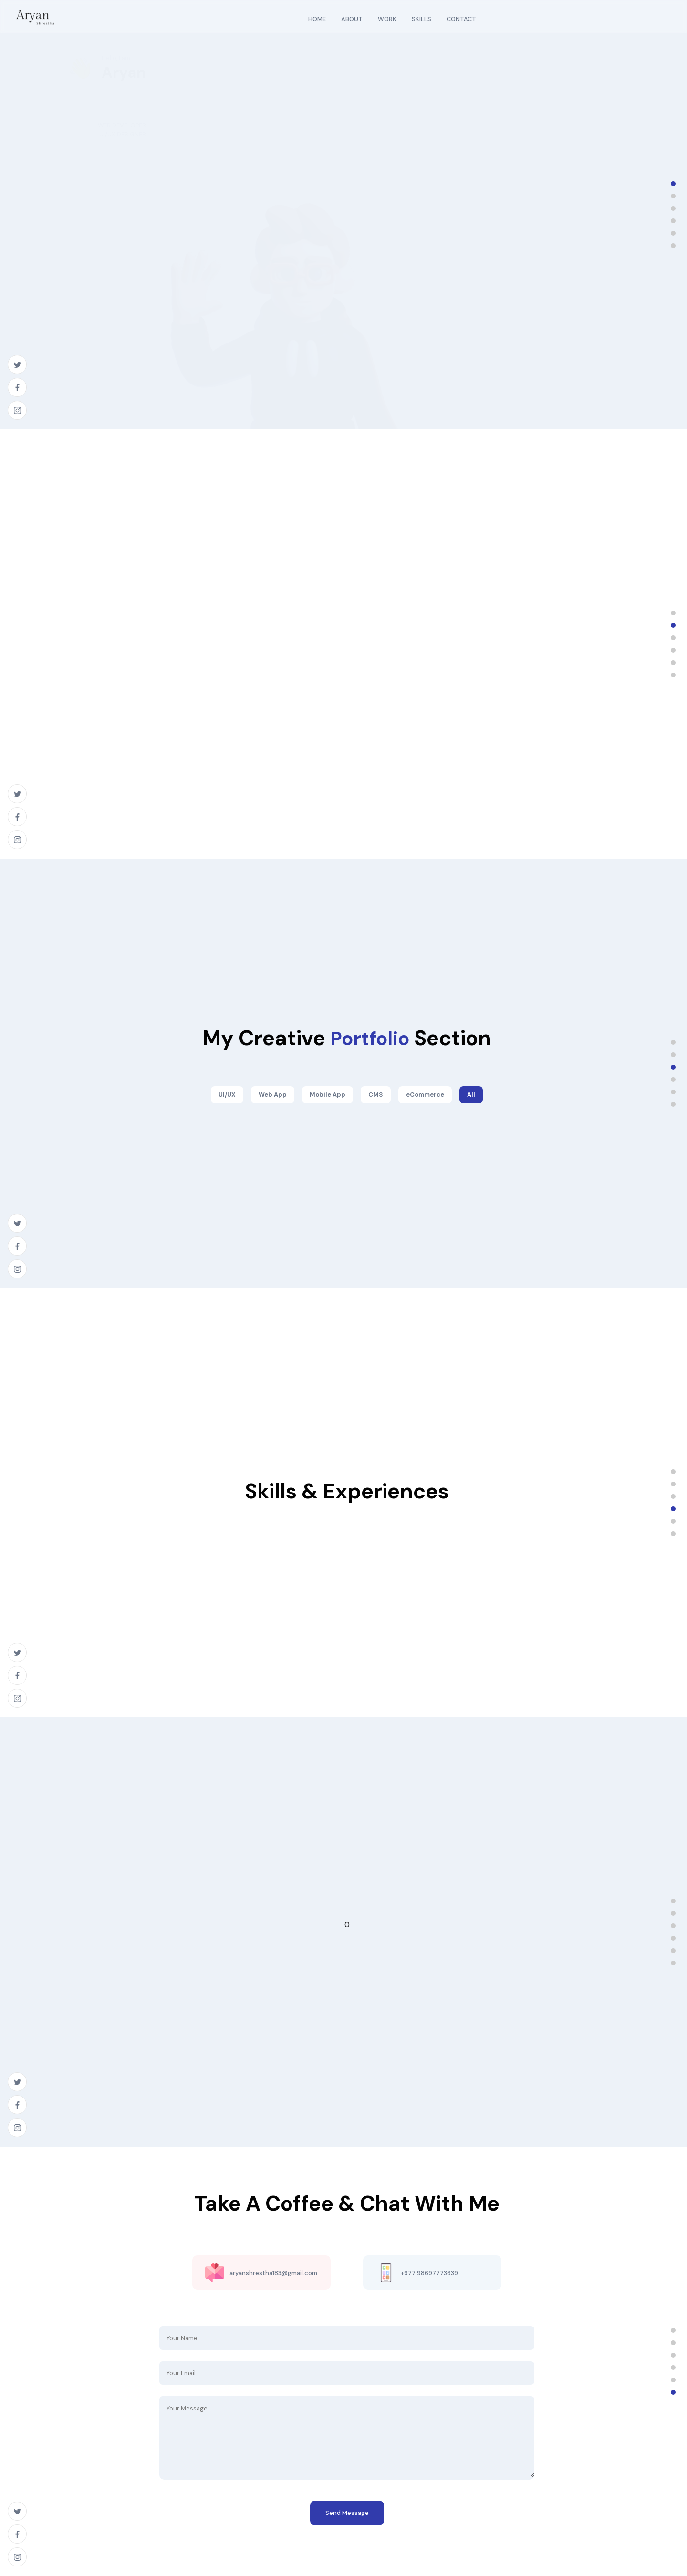 Aryan
Shrestha
HOME ABOUT WORK SKILLS CONTACT
Aryan
My Creative Portfolio Section
UI/UX Web App Mobile App CMS eCommerce All
Skills & Experiences
0
Take A Coffee & Chat With Me
aryanshrestha183@gmail.com +977 98697773639
Your Name
Your Email
Your Message
Send Message